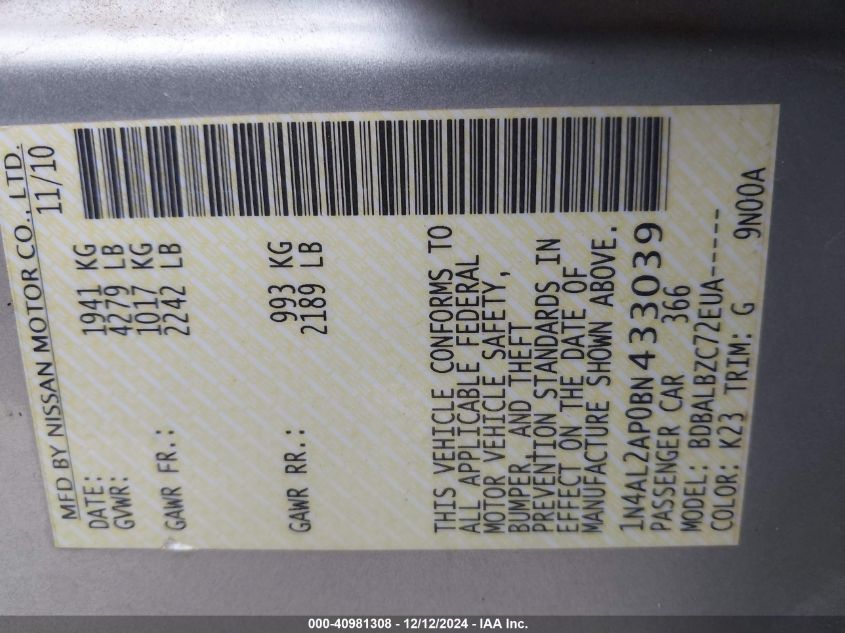 MFD BY NISSAN MOTOR CO., LTD.
DATE: 11/10
GVWR: 1941 KG
4279 LB
GAWR FR.: 1017 KG
2242 LB
GAWR RR.: 993 KG
2189 LB
THIS VEHICLE CONFORMS TO
ALL APPLICABLE FEDERAL
MOTOR VEHICLE SAFETY,
BUMPER, AND THEFT
PREVENTION STANDARDS IN
EFFECT ON THE DATE OF
MANUFACTURE SHOWN ABOVE.
1N4AL2AP0BN433039
PASSENGER CAR 366
MODEL: BDBALBZC72EUA-----
COLOR: K23 TRIM: G 9N00A
000-40981308 - 12/12/2024 - IAA Inc.